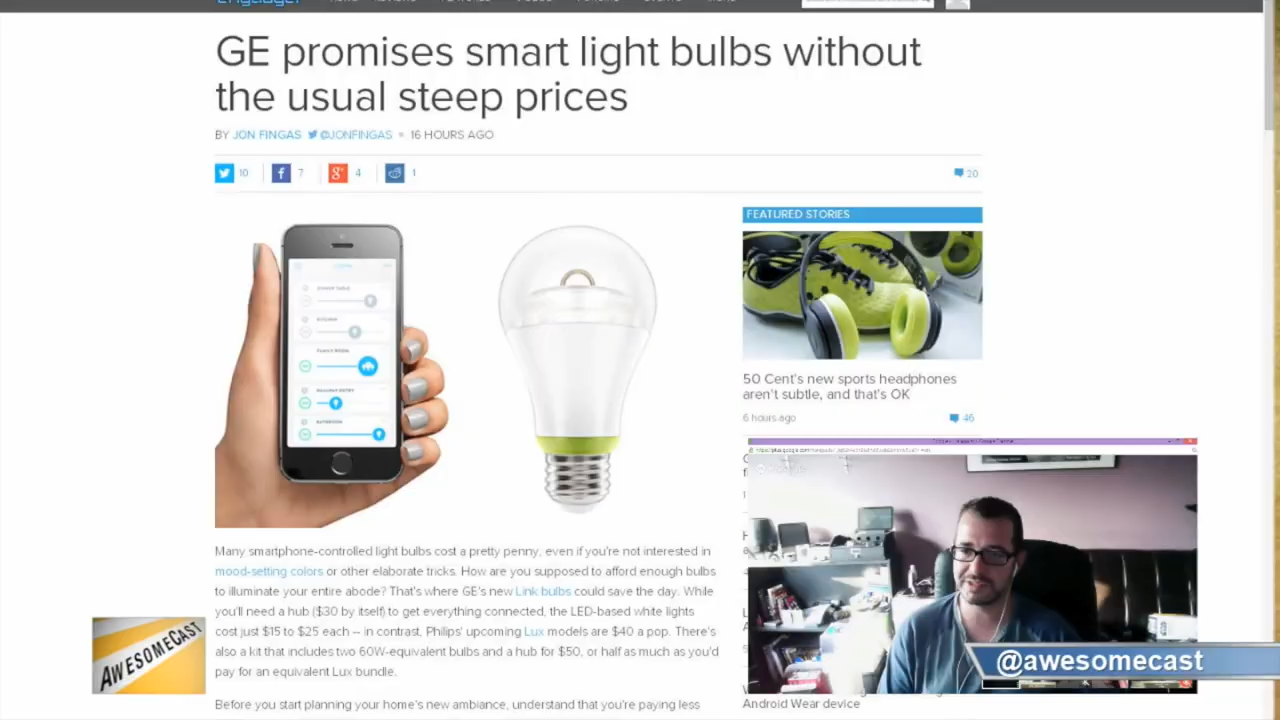 GE promises smart light bulbs without
the usual steep prices
BY JON FINGAS @JONFINGAS 16 HOURS AGO
10
7
8+ 4
1
20
FEATURED STORIES
50 Cent's new sports headphones
aren't subtle, and that's OK
6 hours ago
46
Many smartphone-controlled light bulbs cost a pretty penny, even if you're not interested in
mood-setting colors or other elaborate tricks. How are you supposed to afford enough bulbs
to illuminate your entire abode? That's where GE's new Link bulbs could save the day. While
you'll need a hub ($30 by itself) to get everything connected, the LED-based white lights
cost just $15 to $25 each -- in contrast, Philips' upcoming Lux models are $40 a pop. There's
also a kit that includes two 60W-equivalent bulbs and a hub for $50, or half as much as you'd
pay for an equivalent Lux bundle.
Before you start planning your home's new ambiance, understand that you're paying less
AWESOMECAST
@awesomecast
Android Wear device